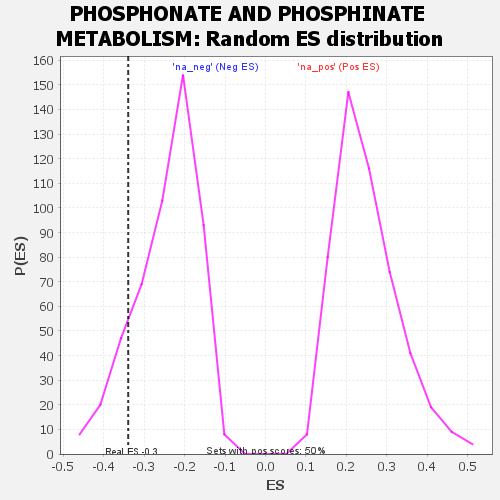 PHOSPHONATE AND PHOSPHINATE
METABOLISM: Random ES distribution
'na_neg' (Neg ES) 'na_pos' (Pos ES)
160
150
140
130
120
110
100
90
80
70
60
50
40
30
20
10
0
P(ES)
Real ES -0.3 Sets with pos scores: 50%
-0.5 -0.4 -0.3 -0.2 -0.1 0.0 0.1 0.2 0.3 0.4 0.5
ES